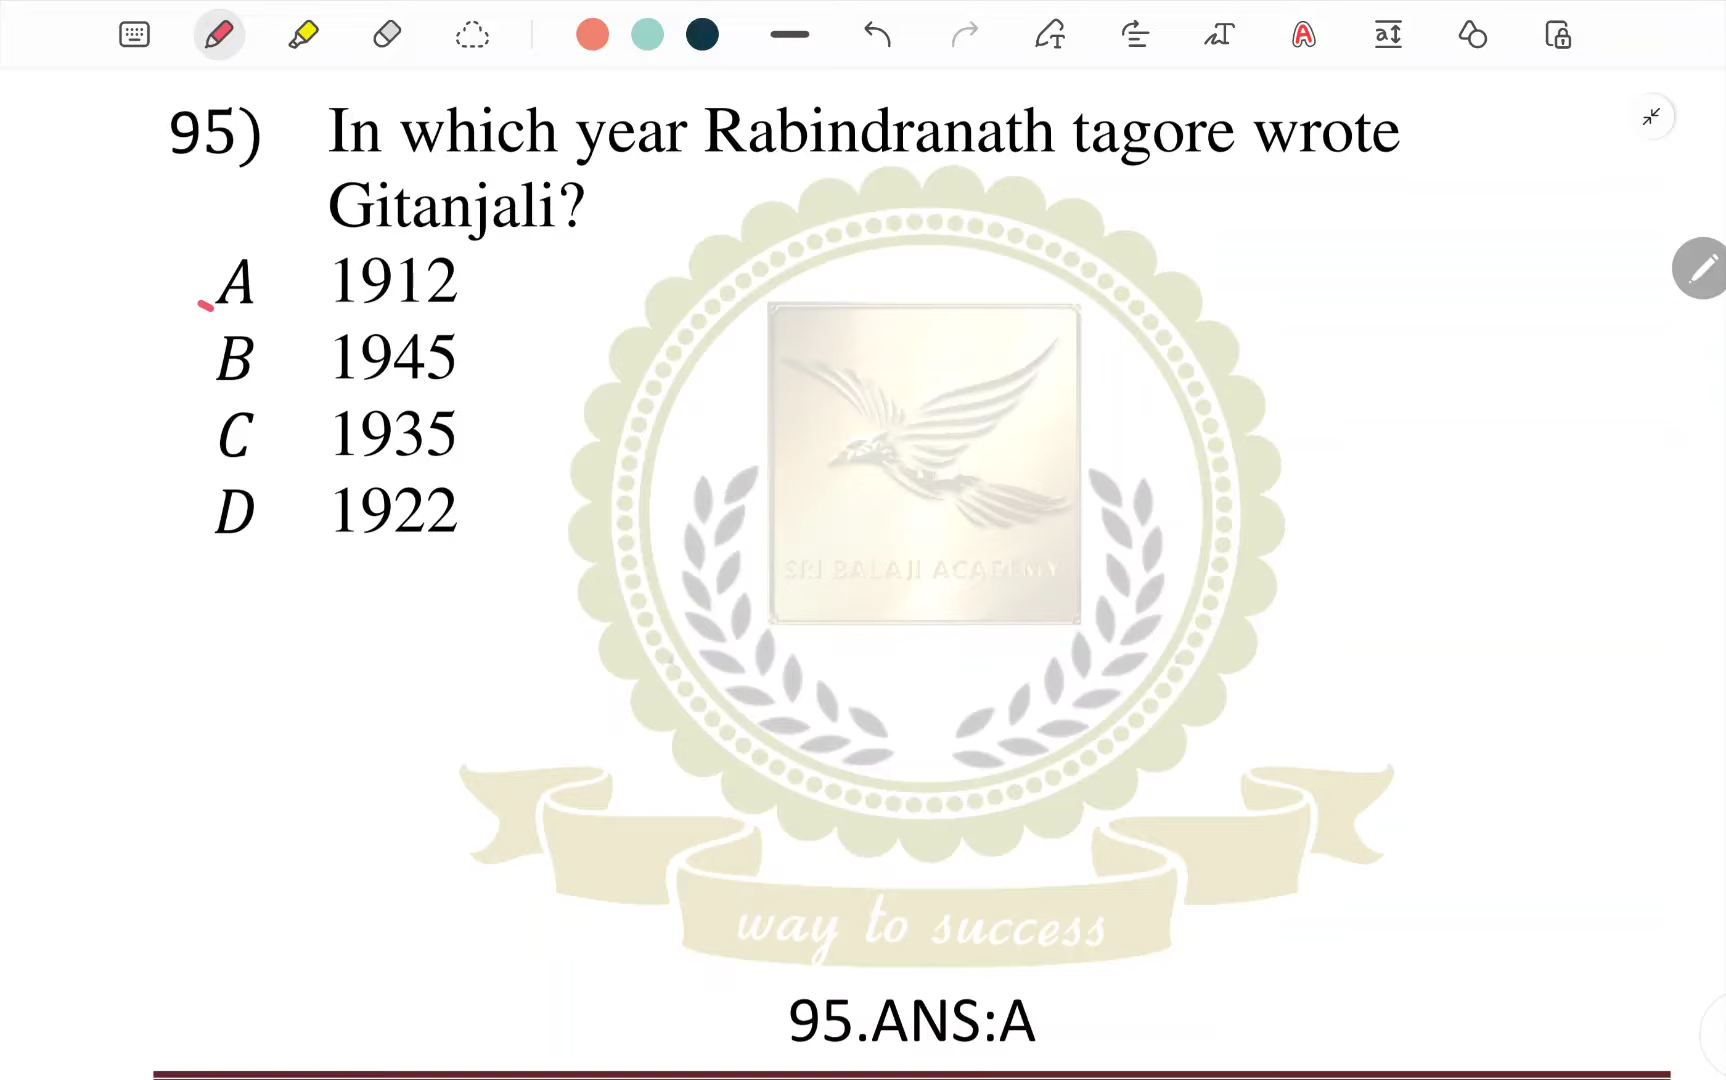 95) In which year Rabindranath tagore wrote
Gitanjali?
A 1912
B 1945
C 1935
D 1922
SRI BALAJI ACADEMY
way to success
95.ANS:A